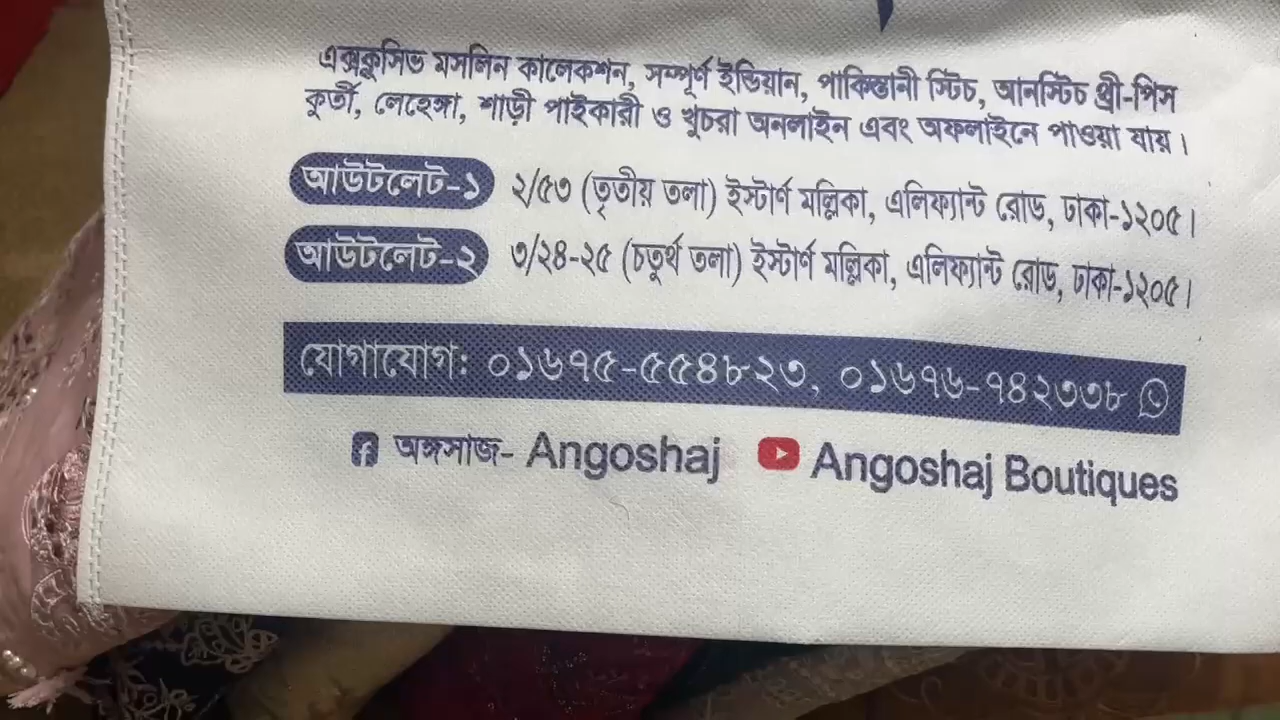 এক্সক্লুসিভ মসলিন কালেকশন, সম্পূর্ণ ইন্ডিয়ান, পাকিস্তানী স্টিচ, আনস্টিচ থ্রী-পিস
কুর্তী, লেহেঙ্গা, শাড়ী পাইকারী ও খুচরা অনলাইন এবং অফলাইনে পাওয়া যায়।
আউটলেট-১ ২/৫৩ (তৃতীয় তলা) ইস্টার্ণ মল্লিকা, এলিফ্যান্ট রোড, ঢাকা-১২০৫।
আউটলেট-২ ৩/২৪-২৫ (চতুর্থ তলা) ইস্টার্ণ মল্লিকা, এলিফ্যান্ট রোড, ঢাকা-১২০৫।
যোগাযোগ: ০১৬৭৫-৫৫৪৮২৩, ০১৬৭৬-৭৪২৩৩৮
অঙ্গসাজ- Angoshaj Angoshaj Boutiques